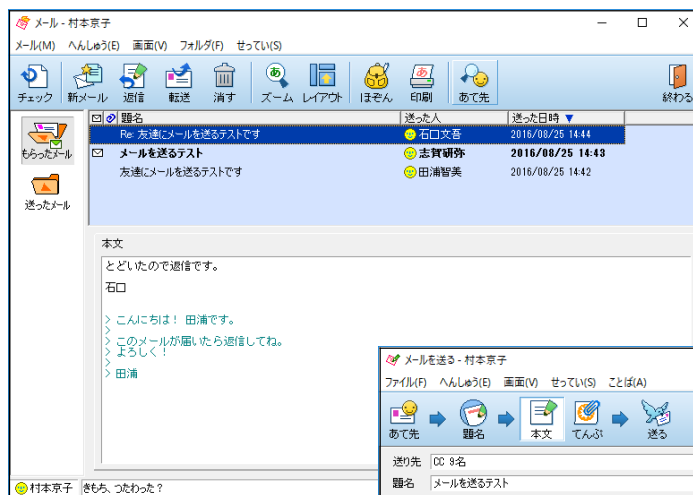 メール - 村本京子
メール(M) へんしゅう(E) 画面(V) フォルダ(F) せってい(S)
チェック 新メール 返信 転送 消す ズーム レイアウト ほぞん 印刷 あて先 終わる
もらったメール
送ったメール
題名 送った人 送った日時 ▼
Re: 友達にメールを送るテストです 石口文吾 2016/08/25 14:44
メールを送るテスト 志賀研弥 2016/08/25 14:43
友達にメールを送るテストです 田浦智美 2016/08/25 14:42
本文
とどいたので返信です。
石口
> こんにちは! 田浦です。
>
> このメールが届いたら返信してね。
> よろしく!
>
> 田浦
村本京子 きもち、つたわった?
メールを送る - 村本京子
ファイル(F) へんしゅう(E) 画面(V) せってい(S) ことば(A)
あて先 題名 本文 てんぷ 送る
送り先 CC 9名
題名 メールを送るテスト